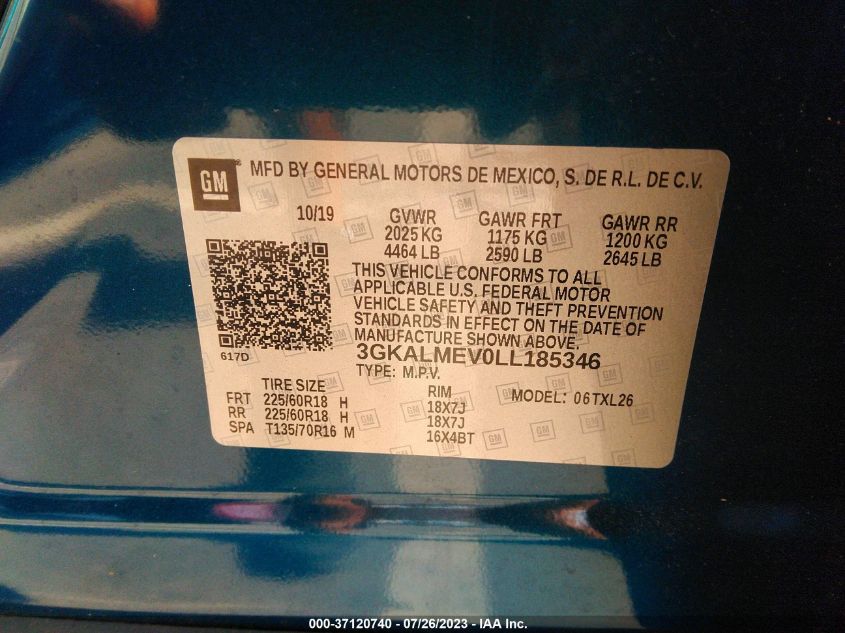 GM
MFD BY GENERAL MOTORS DE MEXICO, S. DE R.L. DE C.V.
10/19
GVWR
2025 KG
4464 LB
GAWR FRT
1175 KG
2590 LB
GAWR RR
1200 KG
2645 LB
THIS VEHICLE CONFORMS TO ALL
APPLICABLE U.S. FEDERAL MOTOR
VEHICLE SAFETY AND THEFT PREVENTION
STANDARDS IN EFFECT ON THE DATE OF
MANUFACTURE SHOWN ABOVE.
617D
3GKALMEV0LL185346
TYPE: M.P.V.
MODEL: 06TXL26
TIRE SIZE RIM
FRT 225/60R18 H 18X7J
RR 225/60R18 H 18X7J
SPA T135/70R16 M 16X4BT
000-37120740 - 07/26/2023 - IAA Inc.